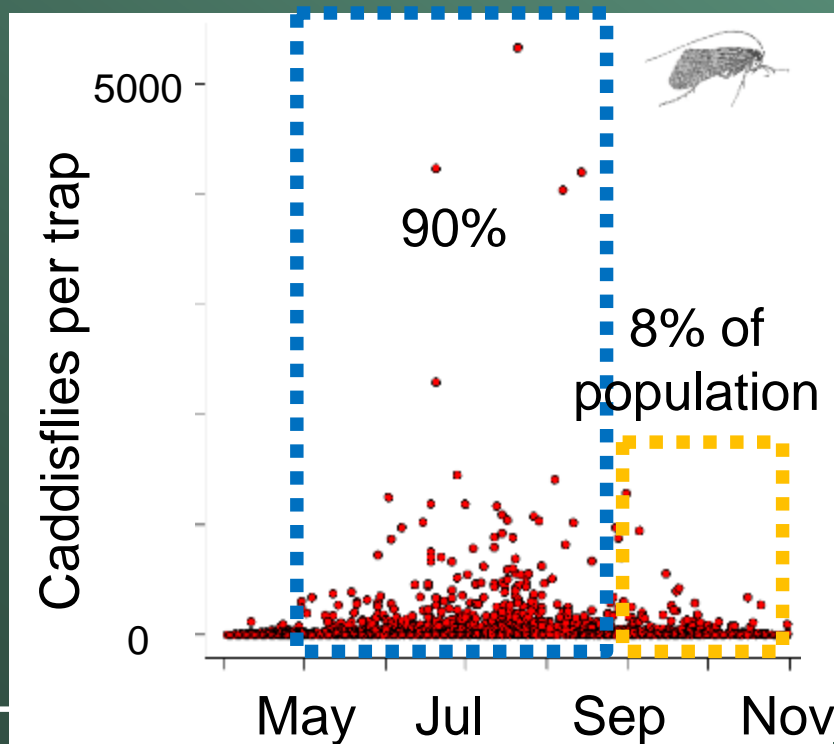 5000
Caddisflies per trap
90%
8% of
population
0
May Jul Sep Nov